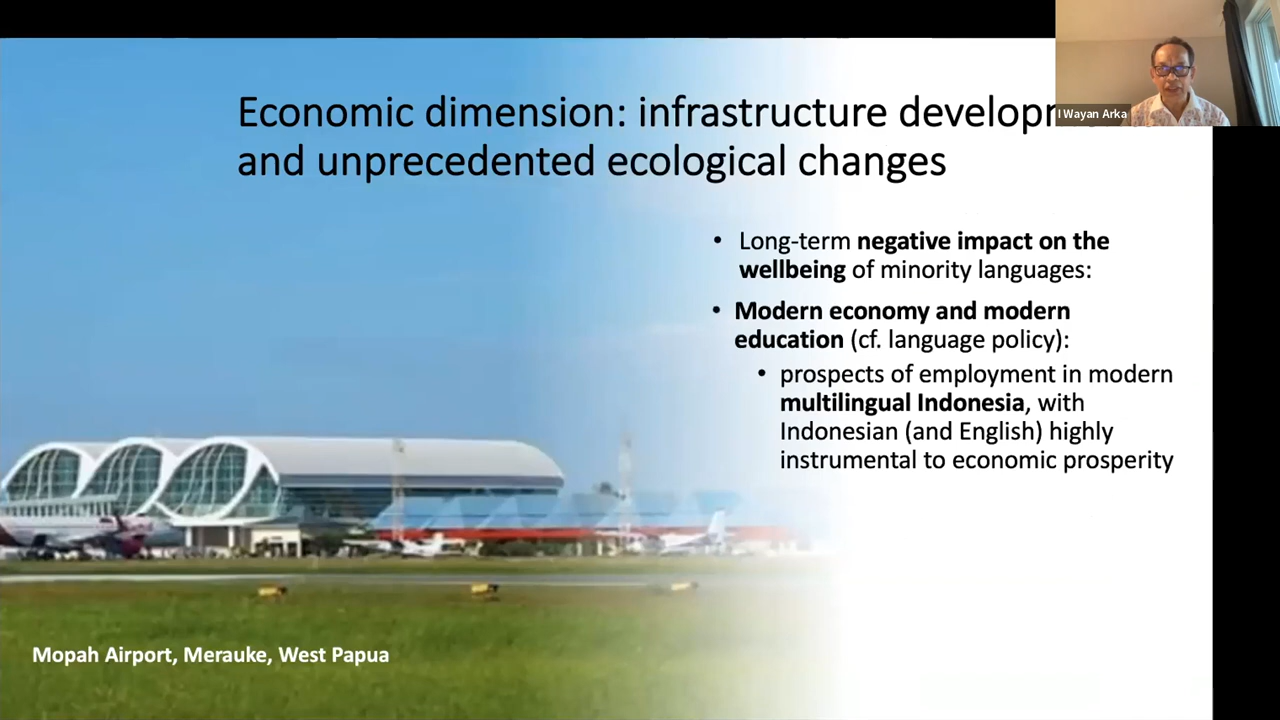 Economic dimension: infrastructure
and unprecedented ecological changes
I Wayan Arka
• Long-term negative impact on the
wellbeing of minority languages:
• Modern economy and modern
education (cf. language policy):
• prospects of employment in modern
multilingual Indonesia, with
Indonesian (and English) highly
instrumental to economic prosperity
Mopah Airport, Merauke, West Papua